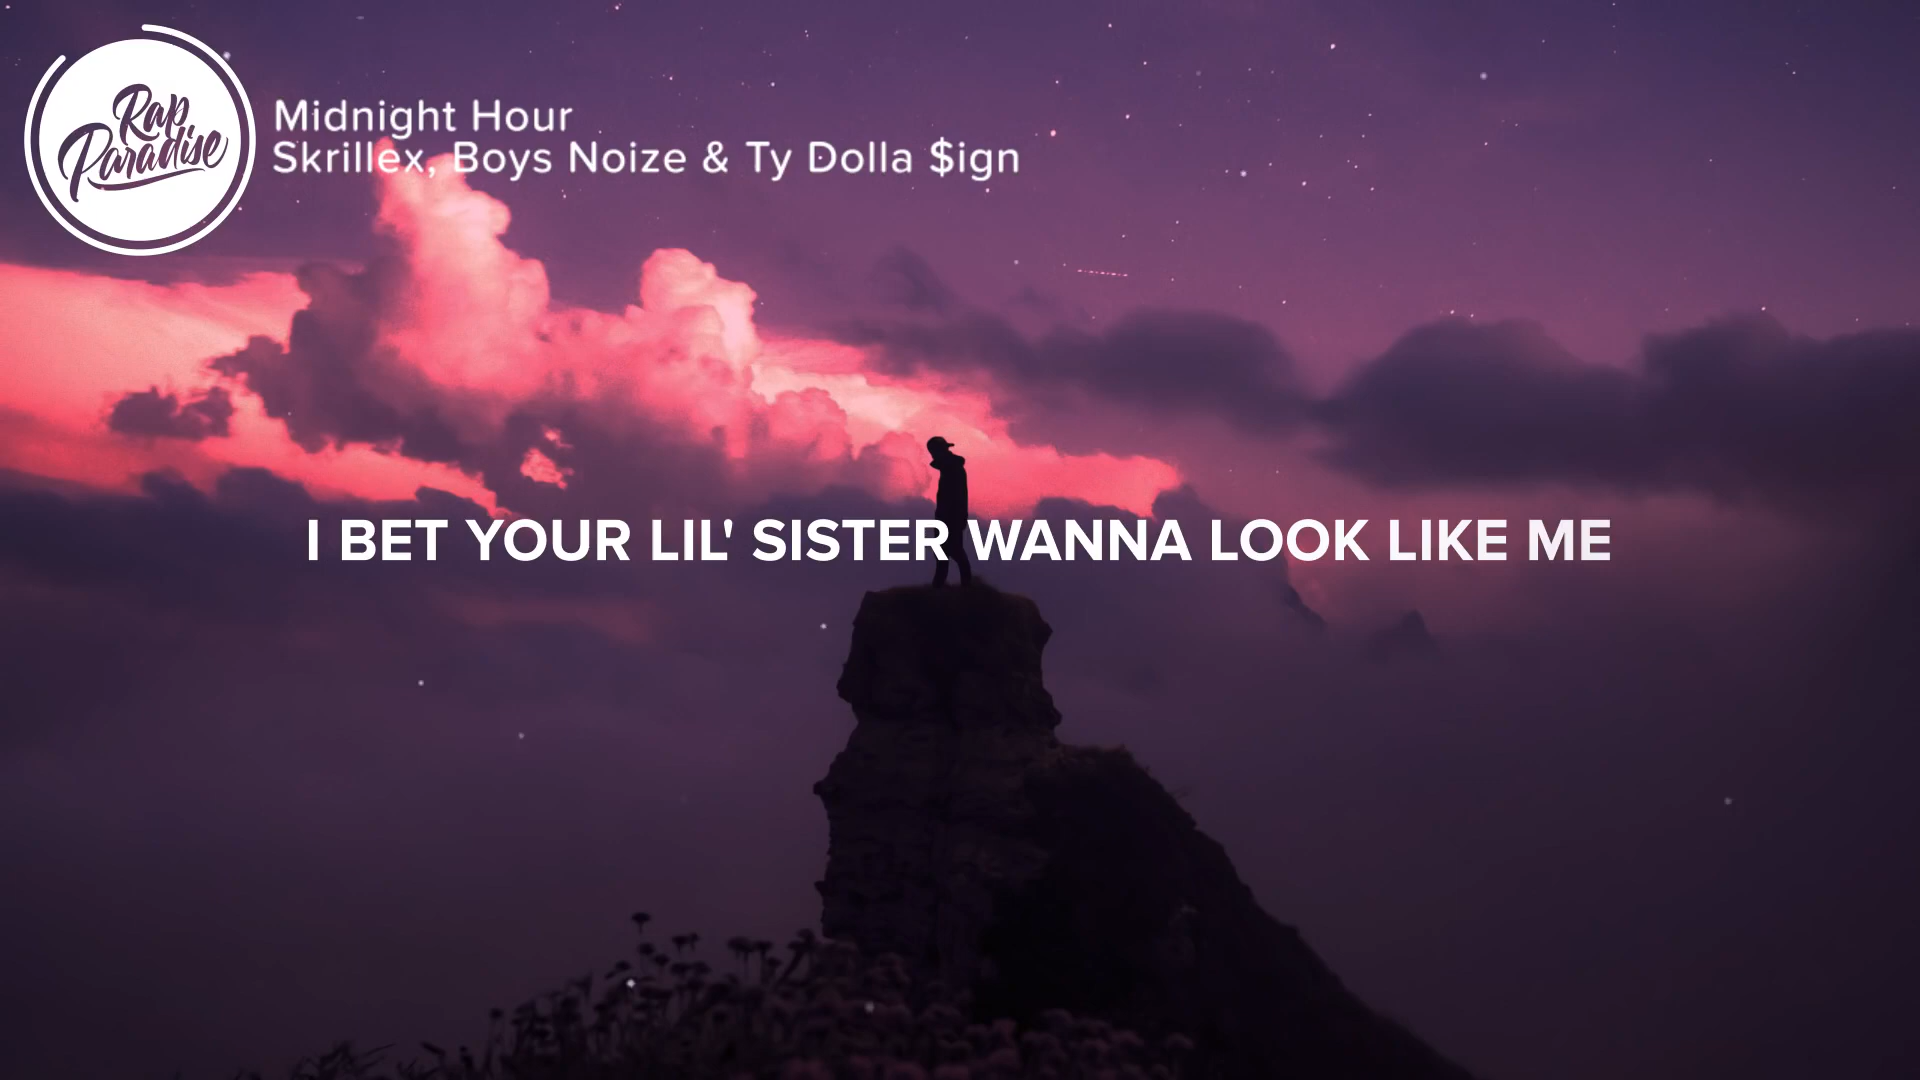 Rap
Paradise
Midnight Hour
Skrillex, Boys Noize & Ty Dolla $ign
I BET YOUR LIL' SISTER WANNA LOOK LIKE ME